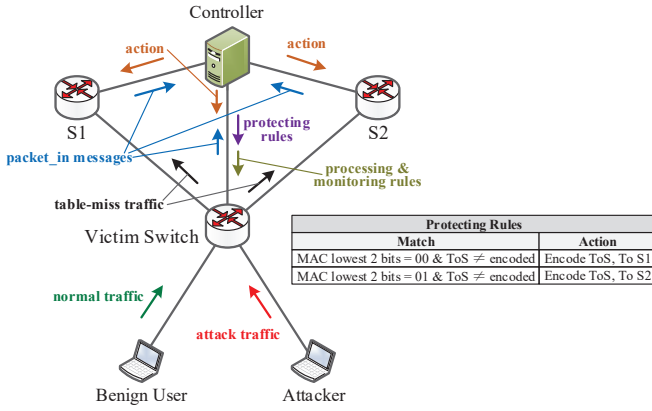 Controller
action
action
S1
S2
protecting
rules
packet_in messages
processing &
monitoring rules
table-miss traffic
Victim Switch
Protecting Rules
Match Action
MAC lowest 2 bits = 00 & ToS ≠ encoded Encode ToS, To S1
MAC lowest 2 bits = 01 & ToS ≠ encoded Encode ToS, To S2
normal traffic
attack traffic
Benign User
Attacker